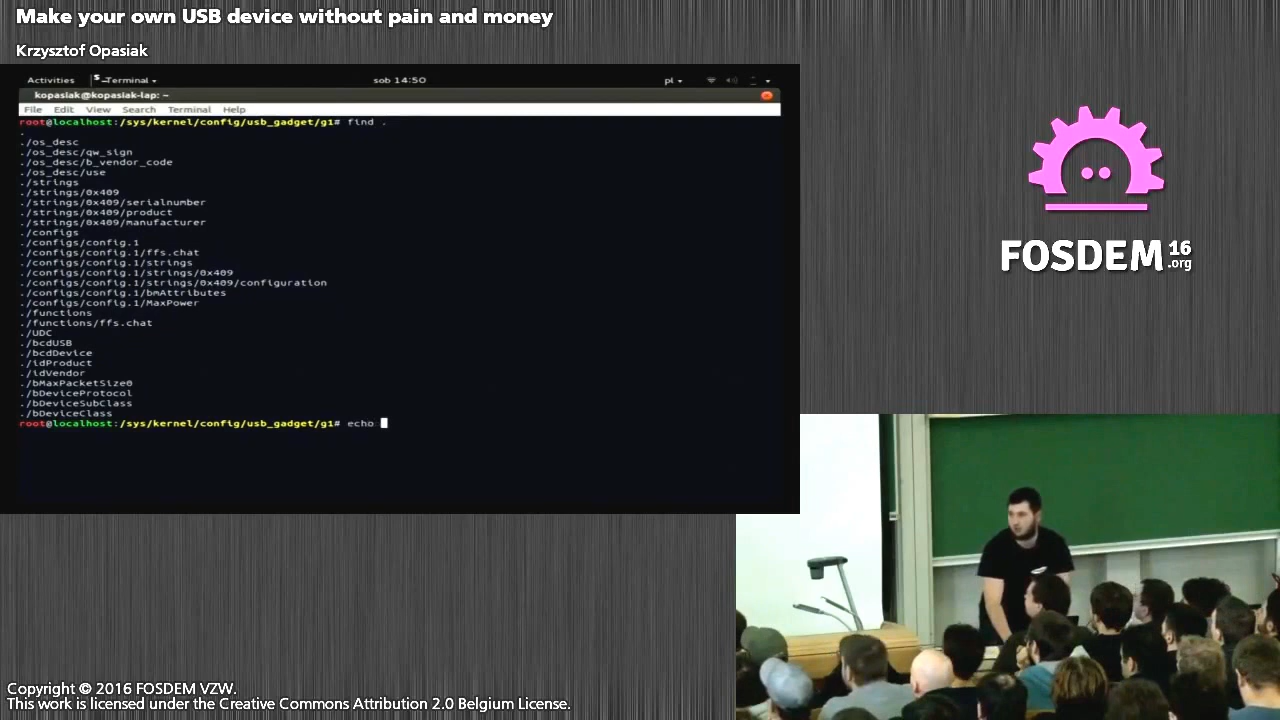 Make your own USB device without pain and money
Krzysztof Opasiak
Activities Terminal sob 14:50 pl
kopasiak@kopasiak-lap: ~
File Edit View Search Terminal Help
root@localhost:/sys/kernel/config/usb_gadget/g1# find .
.
./os_desc
./os_desc/qw_sign
./os_desc/b_vendor_code
./os_desc/use
./strings
./strings/0x409
./strings/0x409/serialnumber
./strings/0x409/product
./strings/0x409/manufacturer
./configs
./configs/config.1
./configs/config.1/ffs.chat
./configs/config.1/strings
./configs/config.1/strings/0x409
./configs/config.1/strings/0x409/configuration
./configs/config.1/bmAttributes
./configs/config.1/MaxPower
./functions
./functions/ffs.chat
./UDC
./bcdUSB
./bcdDevice
./idProduct
./idVendor
./bMaxPacketSize0
./bDeviceProtocol
./bDeviceSubClass
./bDeviceClass
root@localhost:/sys/kernel/config/usb_gadget/g1# echo
FOSDEM 16 .org
Copyright © 2016 FOSDEM VZW.
This work is licensed under the Creative Commons Attribution 2.0 Belgium License.